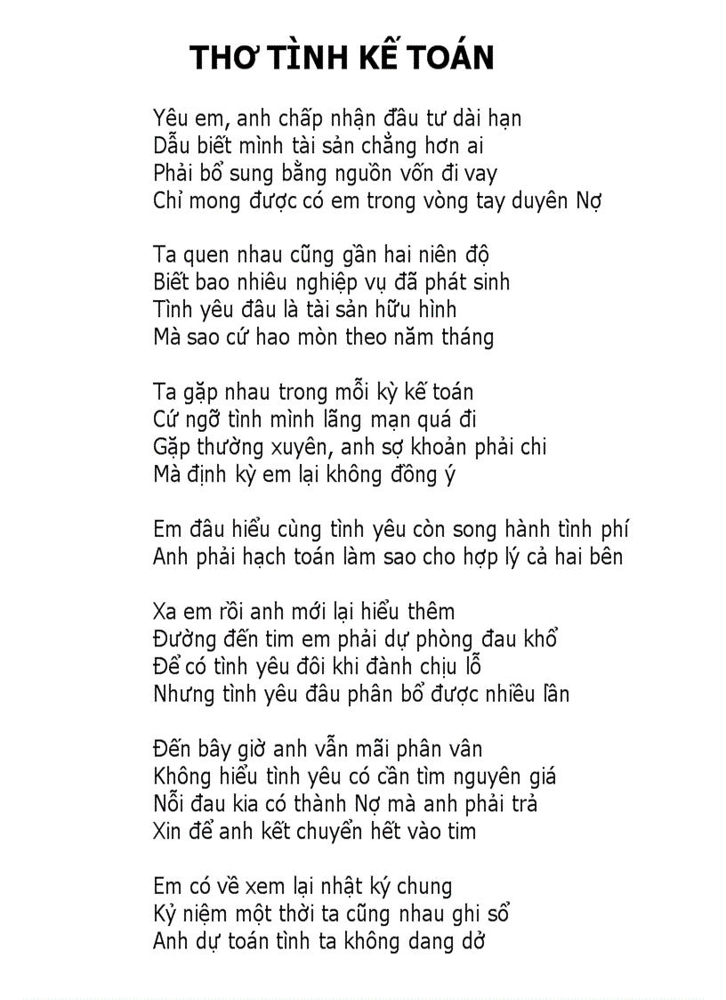 THƠ TÌNH KẾ TOÁN
Yêu em, anh chấp nhận đầu tư dài hạn
Dẫu biết mình tài sản chẳng hơn ai
Phải bổ sung bằng nguồn vốn đi vay
Chỉ mong được có em trong vòng tay duyên Nợ
Ta quen nhau cũng gần hai niên độ
Biết bao nhiêu nghiệp vụ đã phát sinh
Tình yêu đâu là tài sản hữu hình
Mà sao cứ hao mòn theo năm tháng
Ta gặp nhau trong mỗi kỳ kế toán
Cứ ngỡ tình mình lãng mạn quá đi
Gặp thường xuyên, anh sợ khoản phải chi
Mà định kỳ em lại không đồng ý
Em đâu hiểu cùng tình yêu còn song hành tình phí
Anh phải hạch toán làm sao cho hợp lý cả hai bên
Xa em rồi anh mới lại hiểu thêm
Đường đến tim em phải dự phòng đau khổ
Để có tình yêu đôi khi đành chịu lỗ
Nhưng tình yêu đâu phân bổ được nhiều lần
Đến bây giờ anh vẫn mãi phân vân
Không hiểu tình yêu có cần tìm nguyên giá
Nỗi đau kia có thành Nợ mà anh phải trả
Xin để anh kết chuyển hết vào tim
Em có về xem lại nhật ký chung
Kỷ niệm một thời ta cũng nhau ghi sổ
Anh dự toán tình ta không dang dở